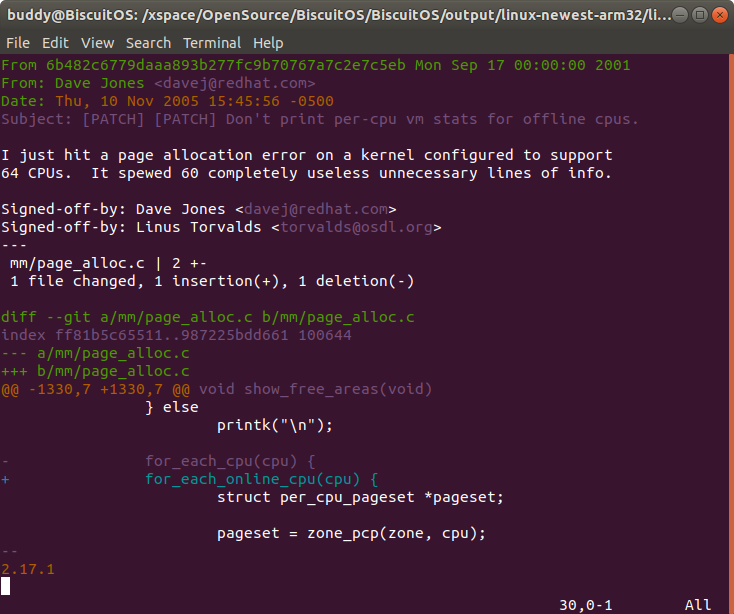 buddy@BiscuitOS: /xspace/OpenSource/BiscuitOS/BiscuitOS/output/linux-newest-arm32/li...
File Edit View Search Terminal Help
From 6b482c6779daaa893b277fc9b70767a7c2e7c5eb Mon Sep 17 00:00:00 2001
From: Dave Jones <davej@redhat.com>
Date: Thu, 10 Nov 2005 15:45:56 -0500
Subject: [PATCH] [PATCH] Don't print per-cpu vm stats for offline cpus.

I just hit a page allocation error on a kernel configured to support
64 CPUs.  It spewed 60 completely useless unnecessary lines of info.

Signed-off-by: Dave Jones <davej@redhat.com>
Signed-off-by: Linus Torvalds <torvalds@osdl.org>
---
 mm/page_alloc.c | 2 +-
 1 file changed, 1 insertion(+), 1 deletion(-)

diff --git a/mm/page_alloc.c b/mm/page_alloc.c
index ff81b5c65511..987225bdd661 100644
--- a/mm/page_alloc.c
+++ b/mm/page_alloc.c
@@ -1330,7 +1330,7 @@ void show_free_areas(void)
                } else
                        printk("\n");

-               for_each_cpu(cpu) {
+               for_each_online_cpu(cpu) {
                        struct per_cpu_pageset *pageset;

                        pageset = zone_pcp(zone, cpu);
--
2.17.1
30,0-1 All